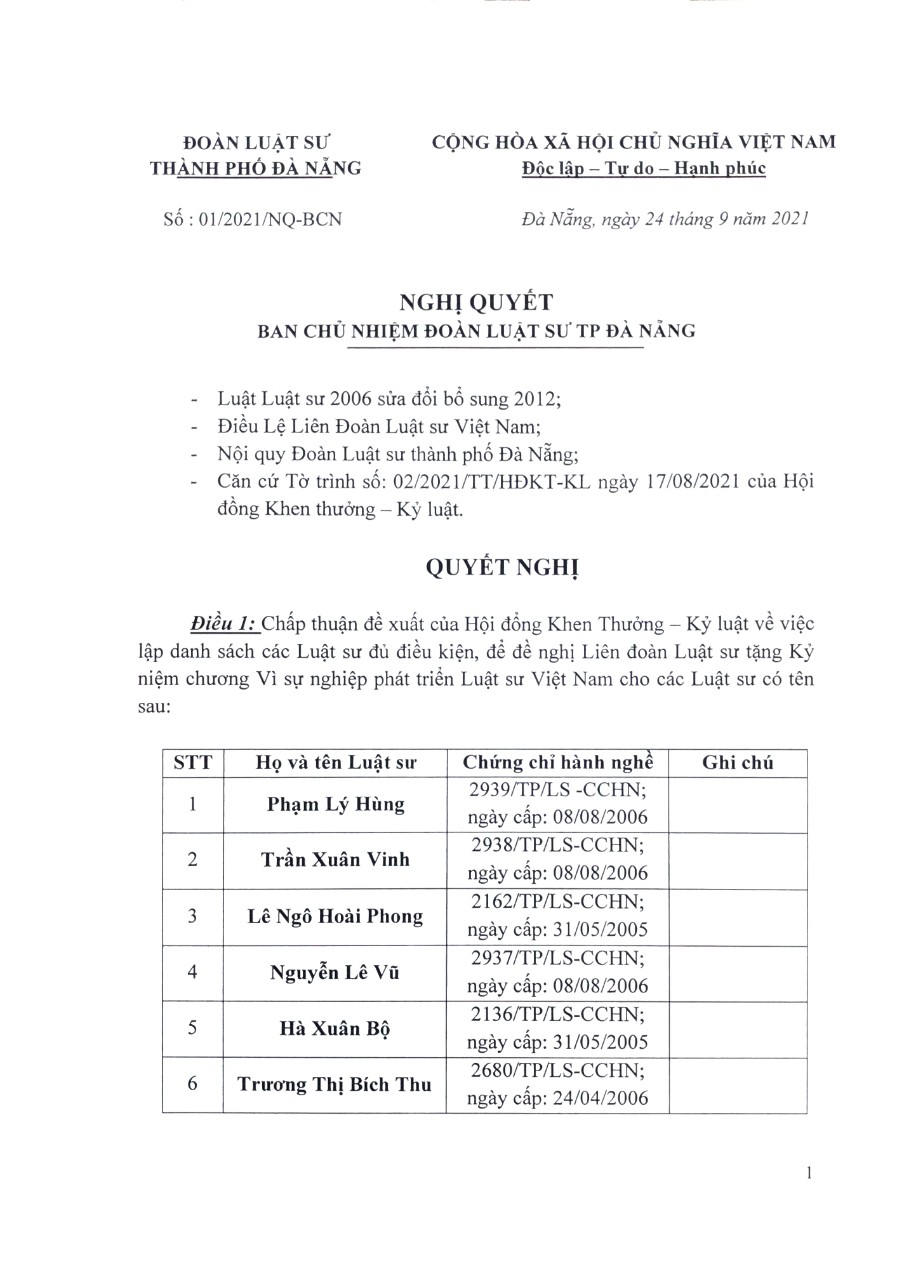 ĐOÀN LUẬT SƯ
THÀNH PHỐ ĐÀ NẴNG
CỘNG HÒA XÃ HỘI CHỦ NGHĨA VIỆT NAM
Độc lập – Tự do – Hạnh phúc
Số : 01/2021/NQ-BCN
Đà Nẵng, ngày 24 tháng 9 năm 2021
NGHỊ QUYẾT
BAN CHỦ NHIỆM ĐOÀN LUẬT SƯ TP ĐÀ NẴNG
- Luật Luật sư 2006 sửa đổi bổ sung 2012;
- Điều Lệ Liên Đoàn Luật sư Việt Nam;
- Nội quy Đoàn Luật sư thành phố Đà Nẵng;
- Căn cứ Tờ trình số: 02/2021/TT/HĐKT-KL ngày 17/08/2021 của Hội
đồng Khen thưởng – Kỷ luật.
QUYẾT NGHỊ
Điều 1: Chấp thuận đề xuất của Hội đồng Khen Thưởng – Kỷ luật về việc
lập danh sách các Luật sư đủ điều kiện, để đề nghị Liên đoàn Luật sư tặng Kỷ
niệm chương Vì sự nghiệp phát triển Luật sư Việt Nam cho các Luật sư có tên
sau:
STT Họ và tên Luật sư Chứng chỉ hành nghề Ghi chú
1 Phạm Lý Hùng 2939/TP/LS -CCHN;
ngày cấp: 08/08/2006
2 Trần Xuân Vinh 2938/TP/LS-CCHN;
ngày cấp: 08/08/2006
3 Lê Ngô Hoài Phong 2162/TP/LS-CCHN;
ngày cấp: 31/05/2005
4 Nguyễn Lê Vũ 2937/TP/LS-CCHN;
ngày cấp: 08/08/2006
5 Hà Xuân Bộ 2136/TP/LS-CCHN;
ngày cấp: 31/05/2005
6 Trương Thị Bích Thu 2680/TP/LS-CCHN;
ngày cấp: 24/04/2006
1